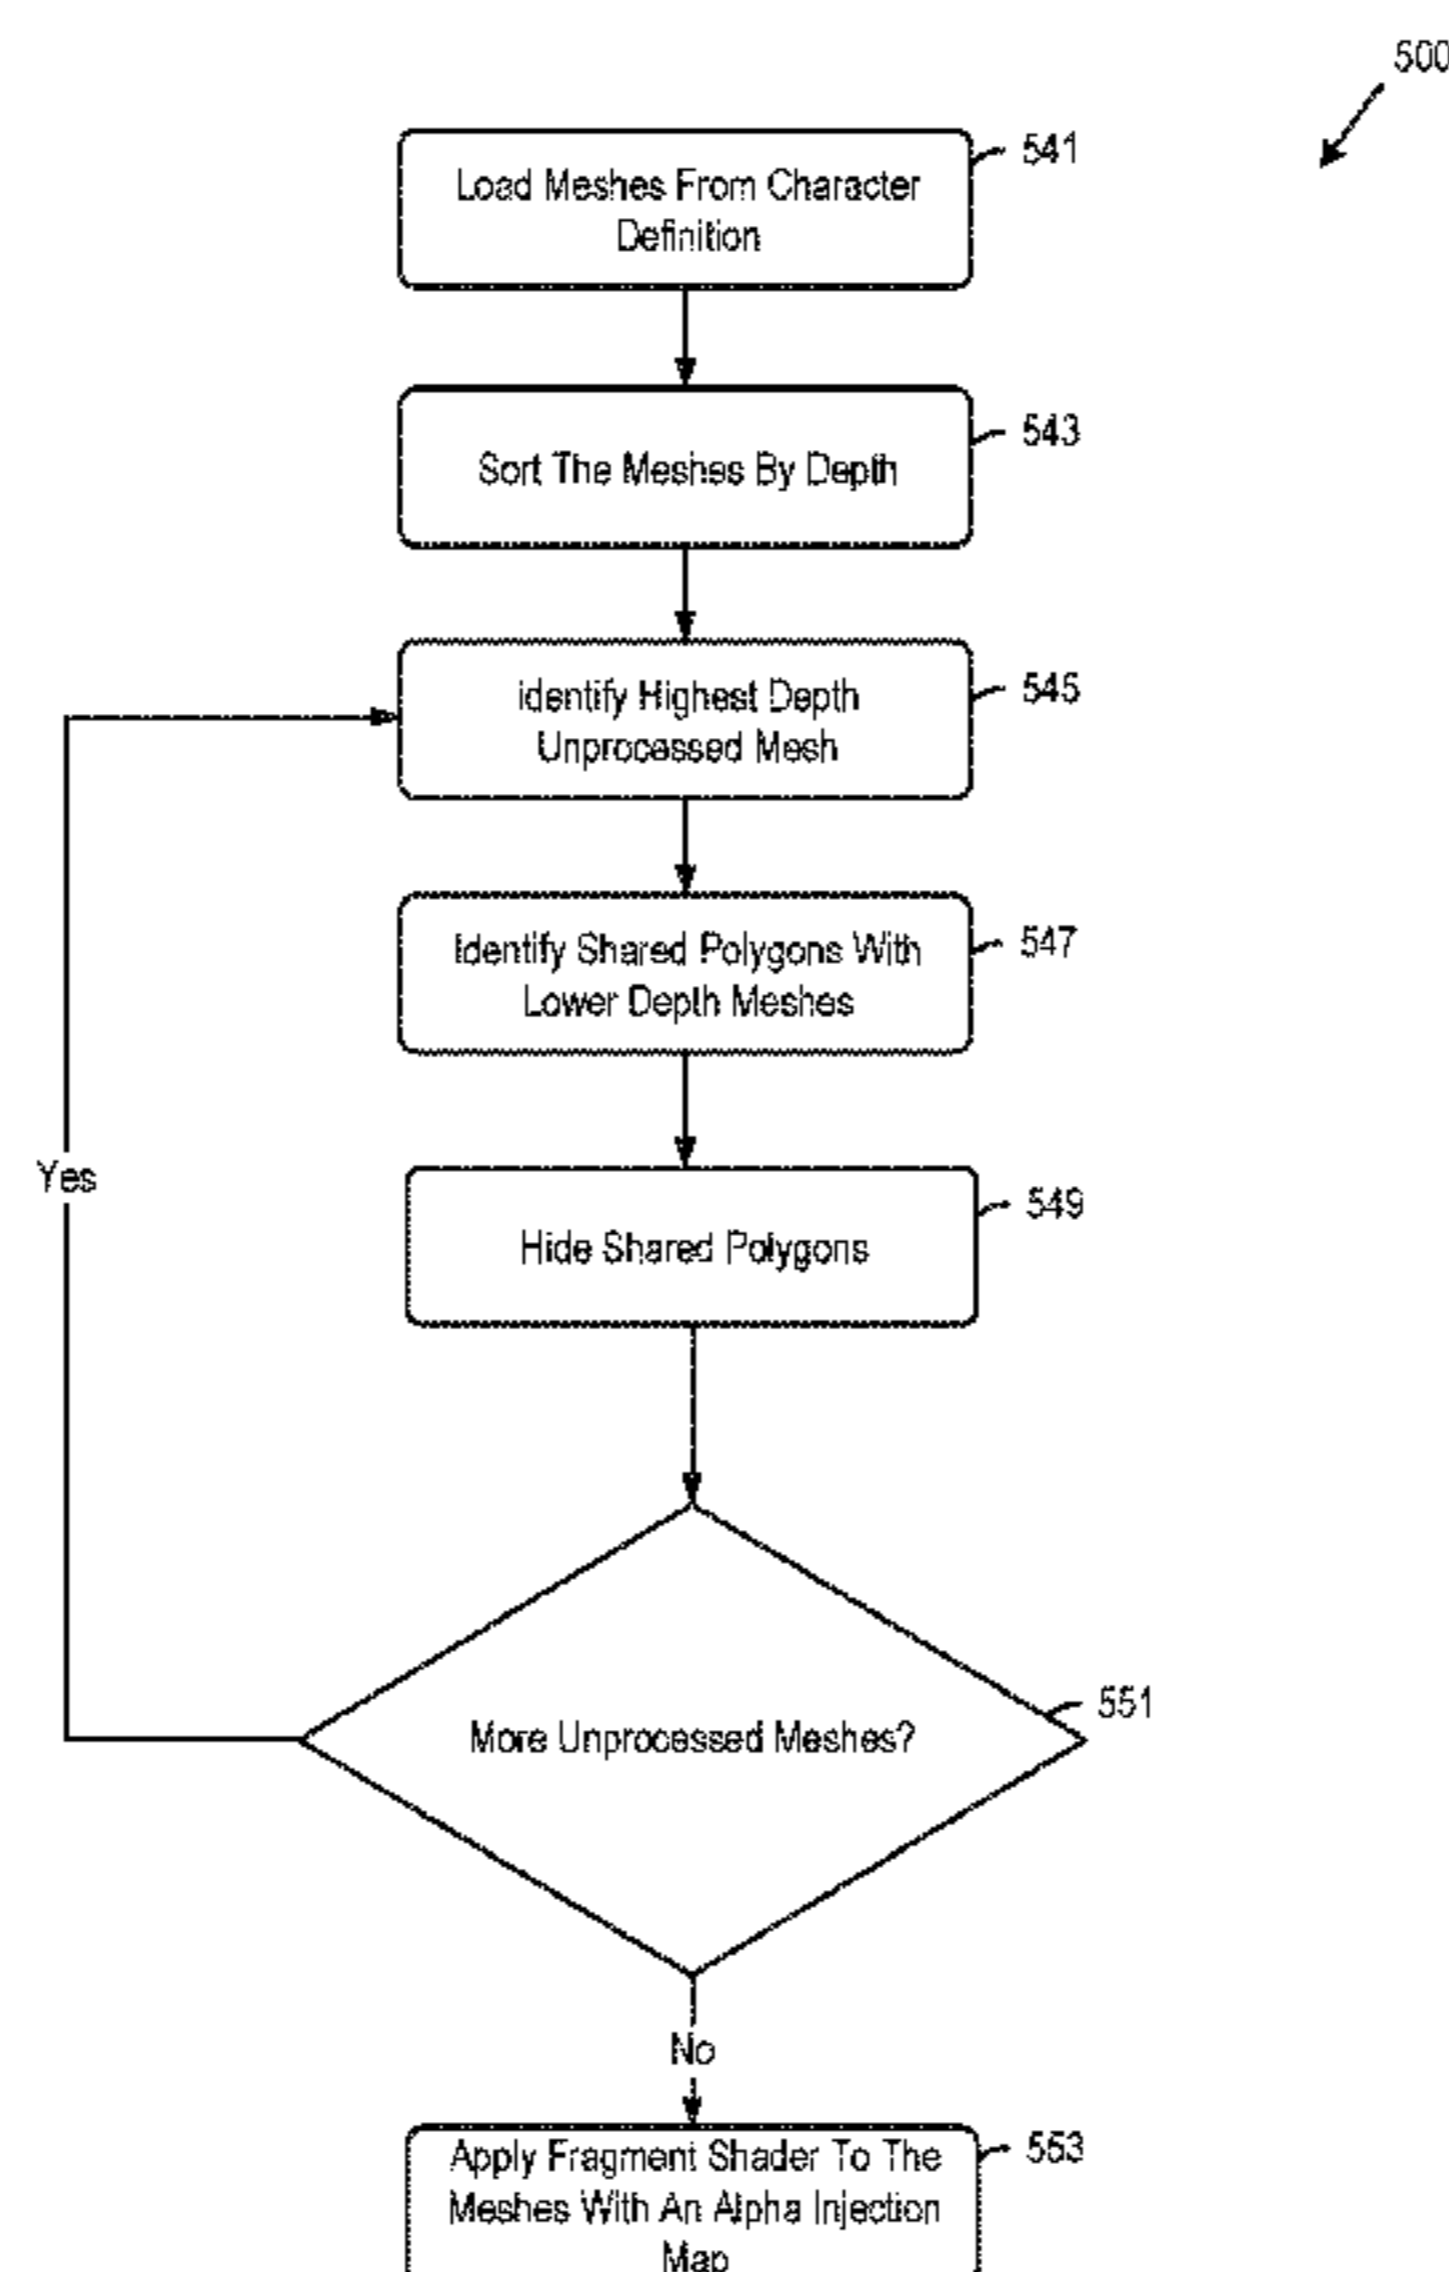 500
541
Load Meshes From Character
Definition
543
Sort The Meshes By Depth
545
identify Highest Depth
Unprocessed Mesh
547
Identify Shared Polygons With
Lower Depth Meshes
Yes
549
Hide Shared Polygons
551
More Unprocessed Meshes?
No
553
Apply Fragment Shader To The
Meshes With An Alpha Injection
Map